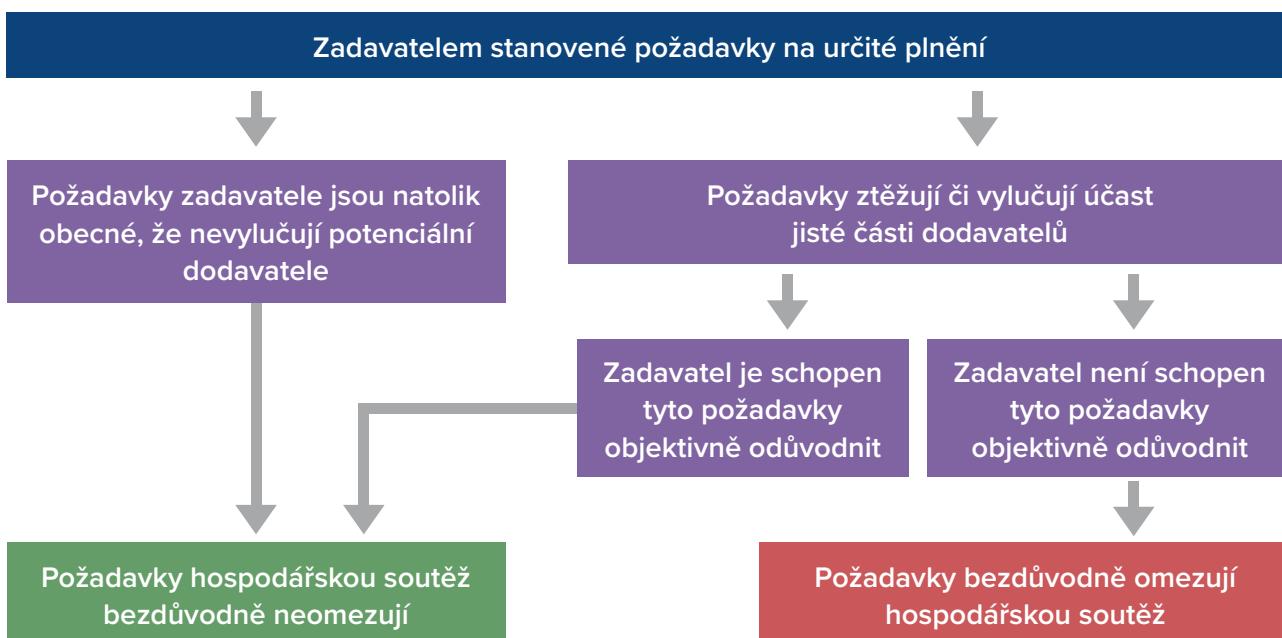 Zadavatelem stanovené požadavky na určité plnění
Požadavky zadavatele jsou natolik
obecné, že nevylučují potenciální
dodavatele
Požadavky ztěžují či vylučují účast
jisté části dodavatelů
Zadavatel je schopen
tyto požadavky
objektivně odůvodnit
Zadavatel není schopen
tyto požadavky
objektivně odůvodnit
Požadavky hospodářskou soutěž
bezdůvodně neomezují
Požadavky bezdůvodně omezují
hospodářskou soutěž